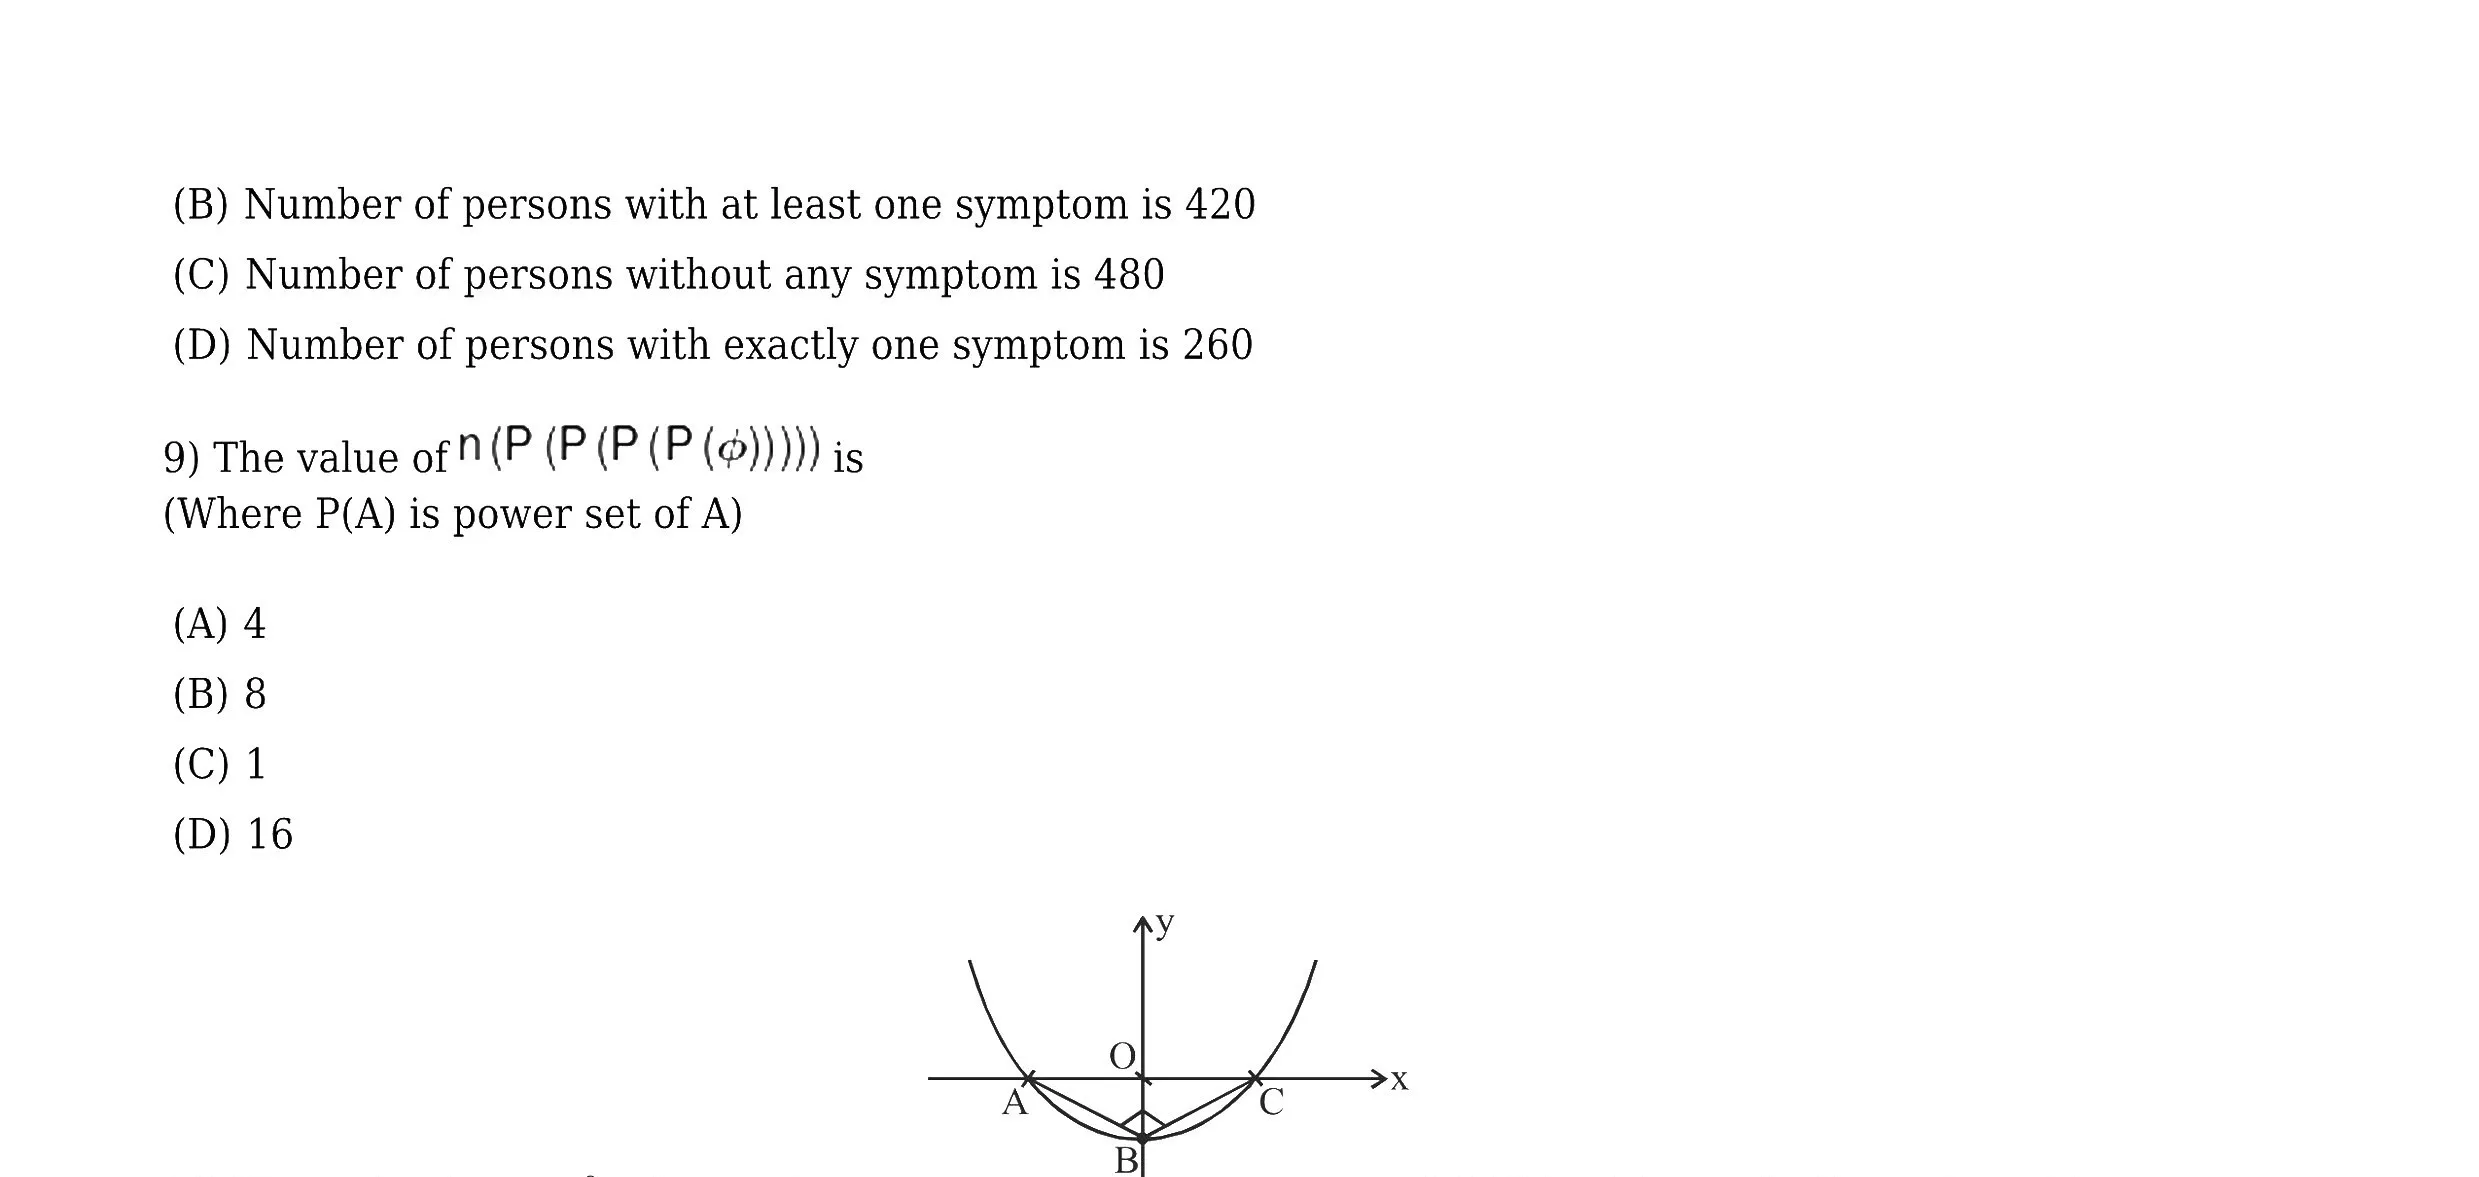 (B) Number of persons with at least one symptom is 420
(C) Number of persons without any symptom is 480
(D) Number of persons with exactly one symptom is 260
9) The value of n(P(P(P(P(ϕ))))) is
(Where P(A) is power set of A)
(A) 4
(B) 8
(C) 1
(D) 16
y
O
x
A
C
B